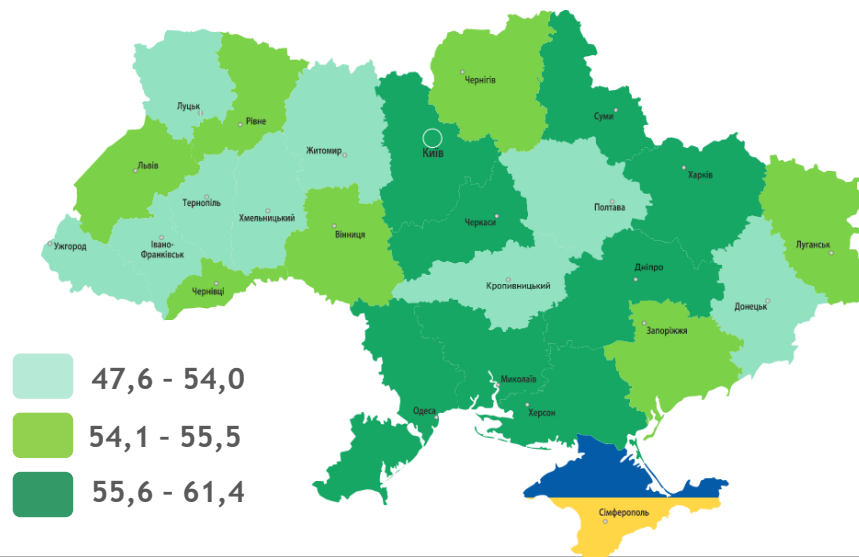 Чернігів
Луцьк
Суми
Рівне
Київ
Житомир
Львів
Харків
Тернопіль
Полтава
Хмельницький
Черкаси
Вінниця
Ужгород
Івано-
Франківськ
Луганськ
Дніпро
Чернівці
Кропивницький
Донецьк
Запоріжжя
Миколаїв
Одеса
Херсон
Сімферополь
47,6 - 54,0
54,1 - 55,5
55,6 - 61,4